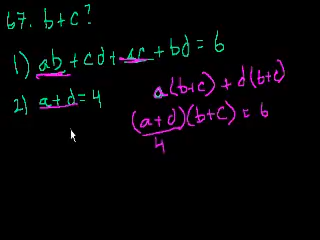 67. b+c?
1) ab + cd + ac + bd = 6
a(b+c) + d(b+c)
2) a+d = 4
(a+d)(b+c) = 6
4